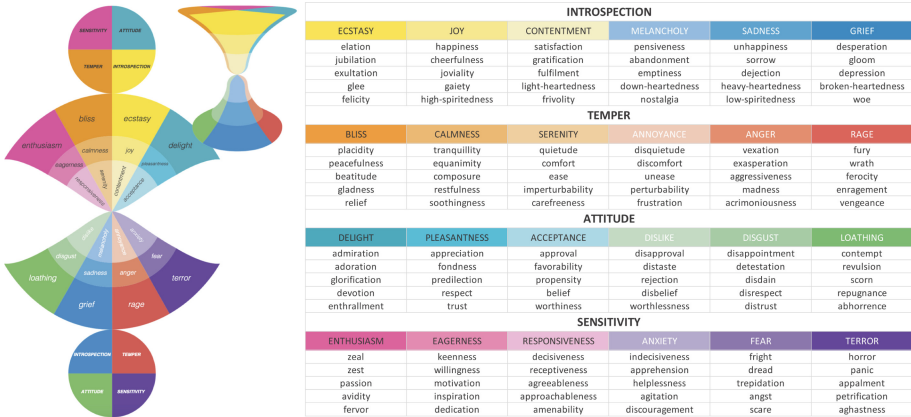 SENSITIVITY ATTITUDE
TEMPER INTROSPECTION
bliss ecstasy
enthusiasm delight
calmness joy
eagerness pleasantness
serenity contentment
responsiveness acceptance
dislike anxiety
melancholy annoyance
disgust fear
sadness anger
loathing terror
grief rage
INTROSPECTION TEMPER
ATTITUDE SENSITIVITY
INTROSPECTION
ECSTASY JOY CONTENTMENT MELANCHOLY SADNESS GRIEF
elation happiness satisfaction pensiveness unhappiness desperation
jubilation cheerfulness gratification abandonment sorrow gloom
exultation joviality fulfilment emptiness dejection depression
glee gaiety light-heartedness down-heartedness heavy-heartedness broken-heartedness
felicity high-spiritedness frivolity nostalgia low-spiritedness woe
TEMPER
BLISS CALMNESS SERENITY ANNOYANCE ANGER RAGE
placidity tranquillity quietude disquietude vexation fury
peacefulness equanimity comfort discomfort exasperation wrath
beatitude composure ease unease aggressiveness ferocity
gladness restfulness imperturbability perturbability madness enragement
relief soothingness carefreeness frustration acrimoniousness vengeance
ATTITUDE
DELIGHT PLEASANTNESS ACCEPTANCE DISLIKE DISGUST LOATHING
admiration appreciation approval disapproval disappointment contempt
adoration fondness favorability distaste detestation revulsion
glorification predilection propensity rejection disdain scorn
devotion respect belief disbelief disrespect repugnance
enthrallment trust worthiness worthlessness distrust abhorrence
SENSITIVITY
ENTHUSIASM EAGERNESS RESPONSIVENESS ANXIETY FEAR TERROR
zeal keenness decisiveness indecisiveness fright horror
zest willingness receptiveness apprehension dread panic
passion motivation agreeableness helplessness trepidation appalment
avidity inspiration approachableness agitation angst petrification
fervor dedication amenability discouragement scare aghastness